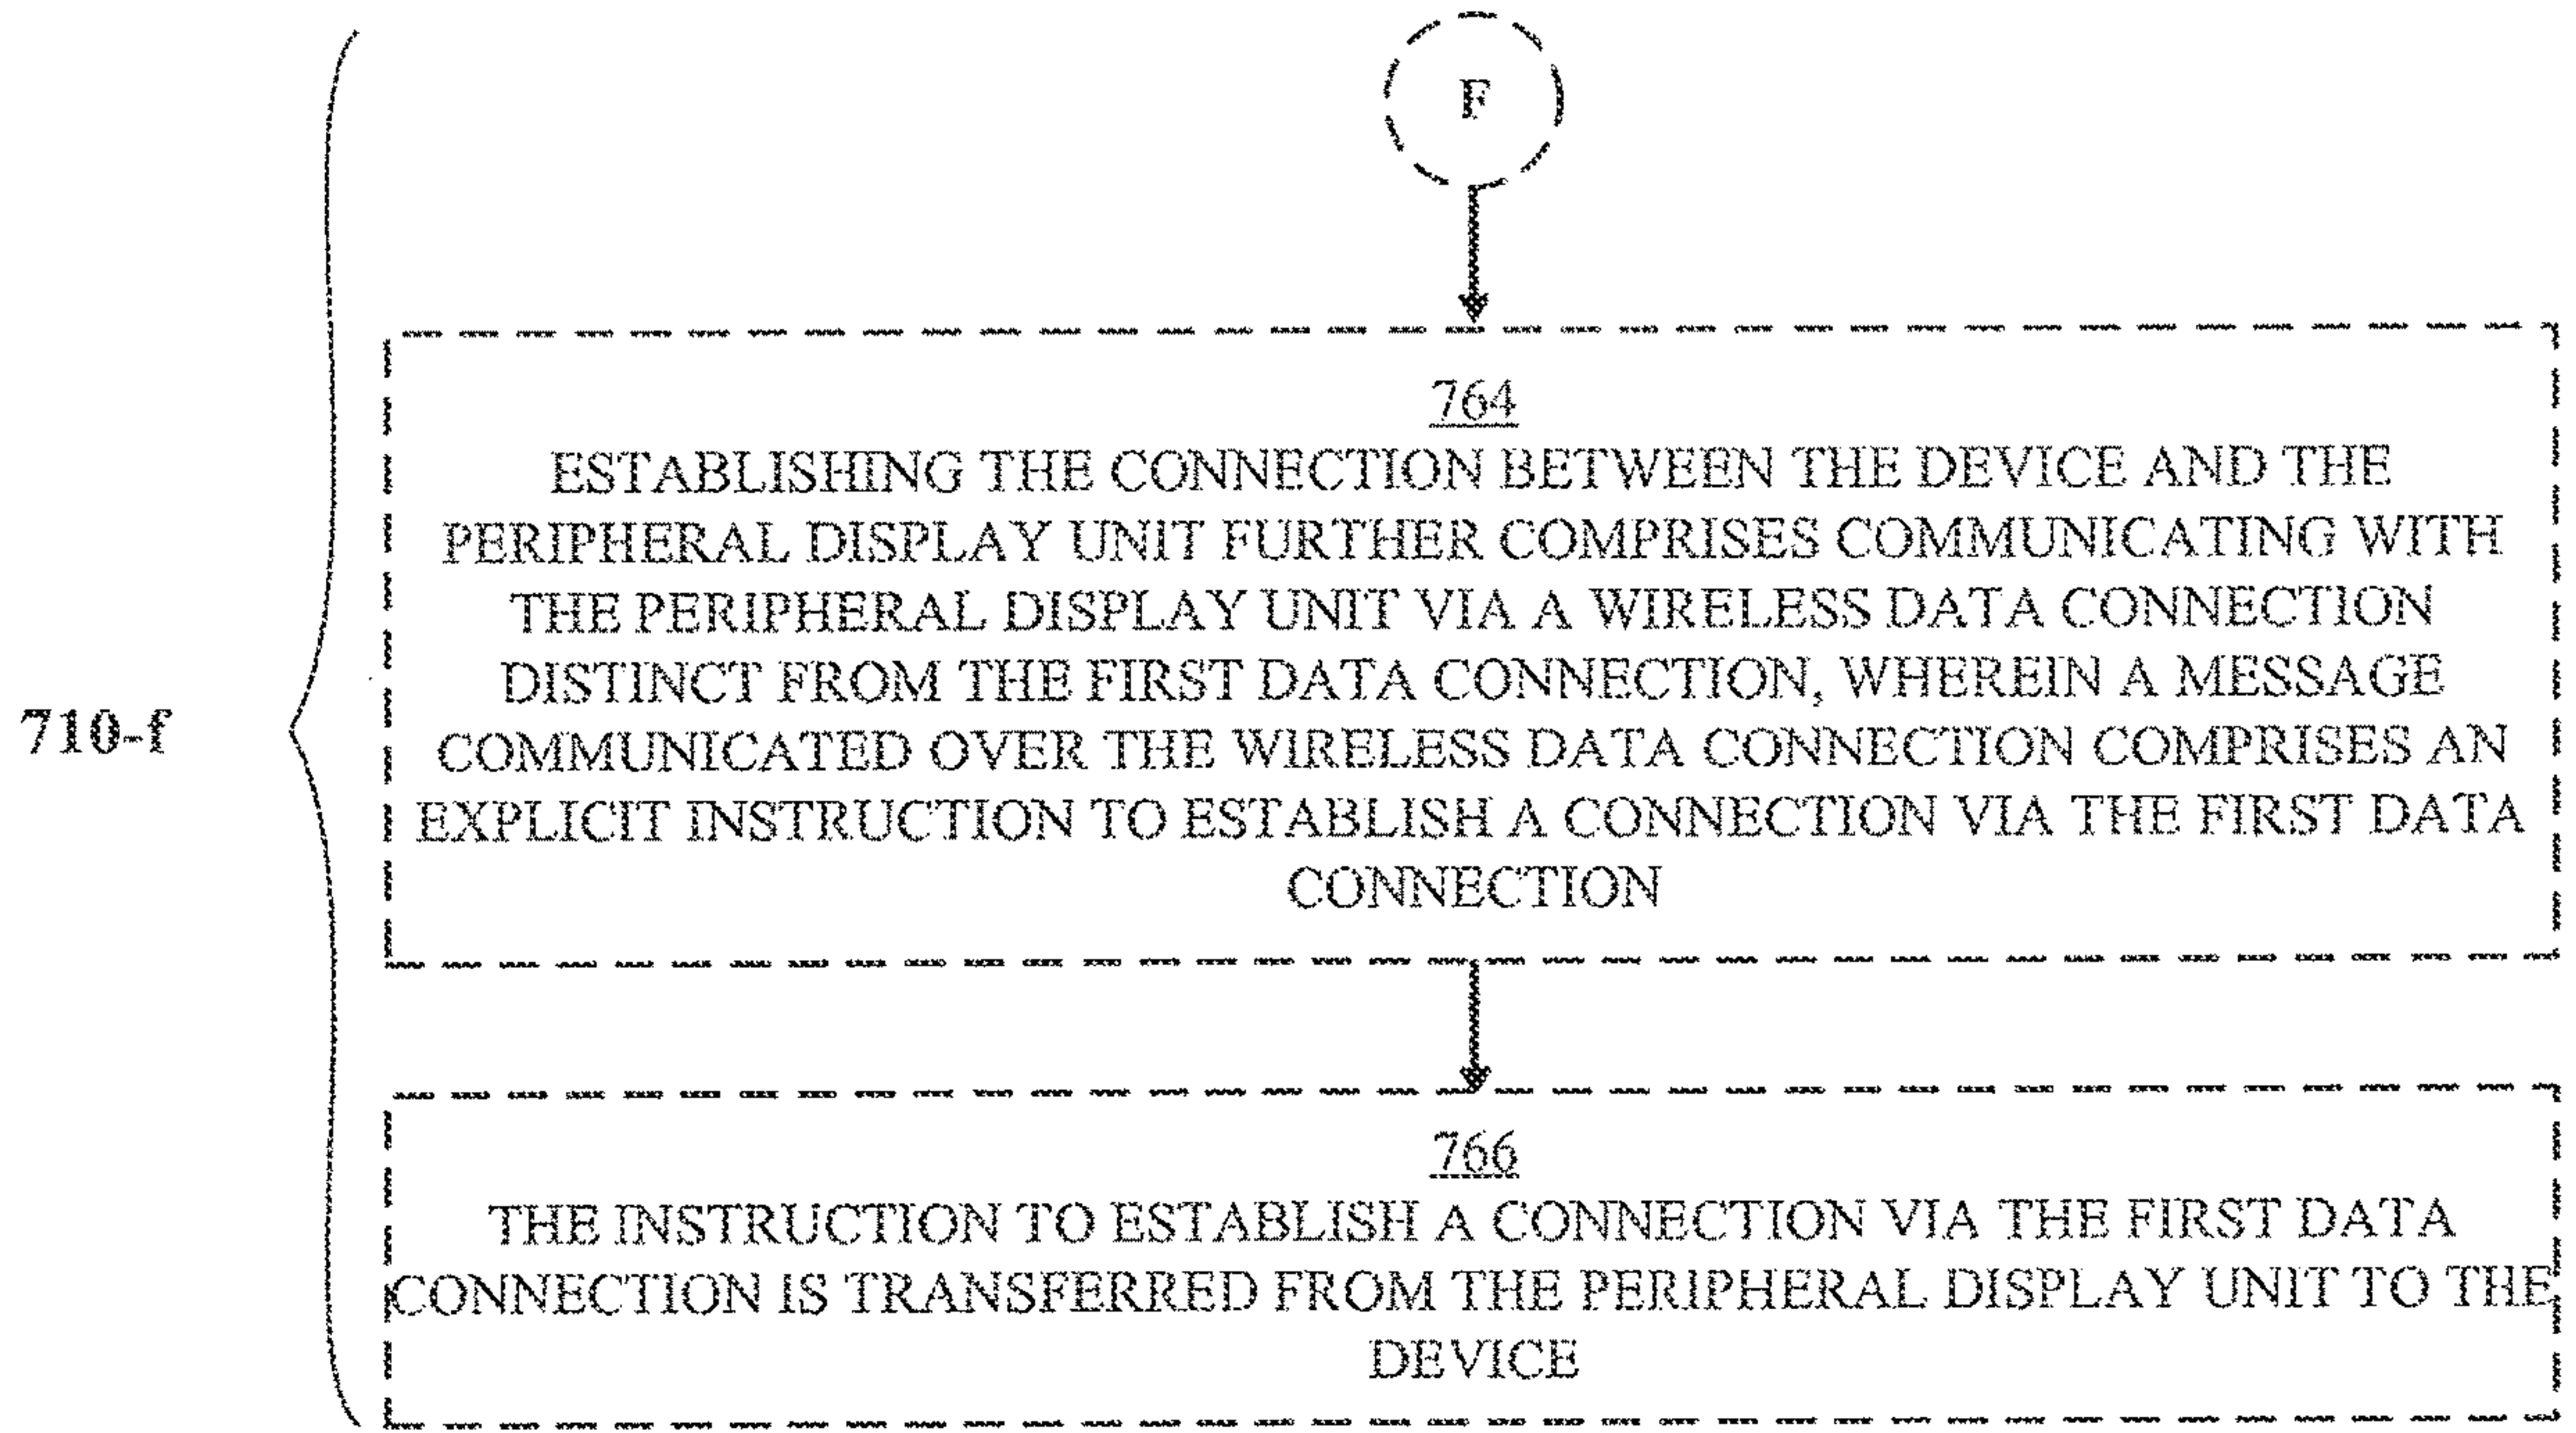 F
764
ESTABLISHING THE CONNECTION BETWEEN THE DEVICE AND THE
PERIPHERAL DISPLAY UNIT FURTHER COMPRISES COMMUNICATING WITH
THE PERIPHERAL DISPLAY UNIT VIA A WIRELESS DATA CONNECTION
DISTINCT FROM THE FIRST DATA CONNECTION, WHEREIN A MESSAGE
COMMUNICATED OVER THE WIRELESS DATA CONNECTION COMPRISES AN
EXPLICIT INSTRUCTION TO ESTABLISH A CONNECTION VIA THE FIRST DATA
CONNECTION
710-f
766
THE INSTRUCTION TO ESTABLISH A CONNECTION VIA THE FIRST DATA
CONNECTION IS TRANSFERRED FROM THE PERIPHERAL DISPLAY UNIT TO THE
DEVICE